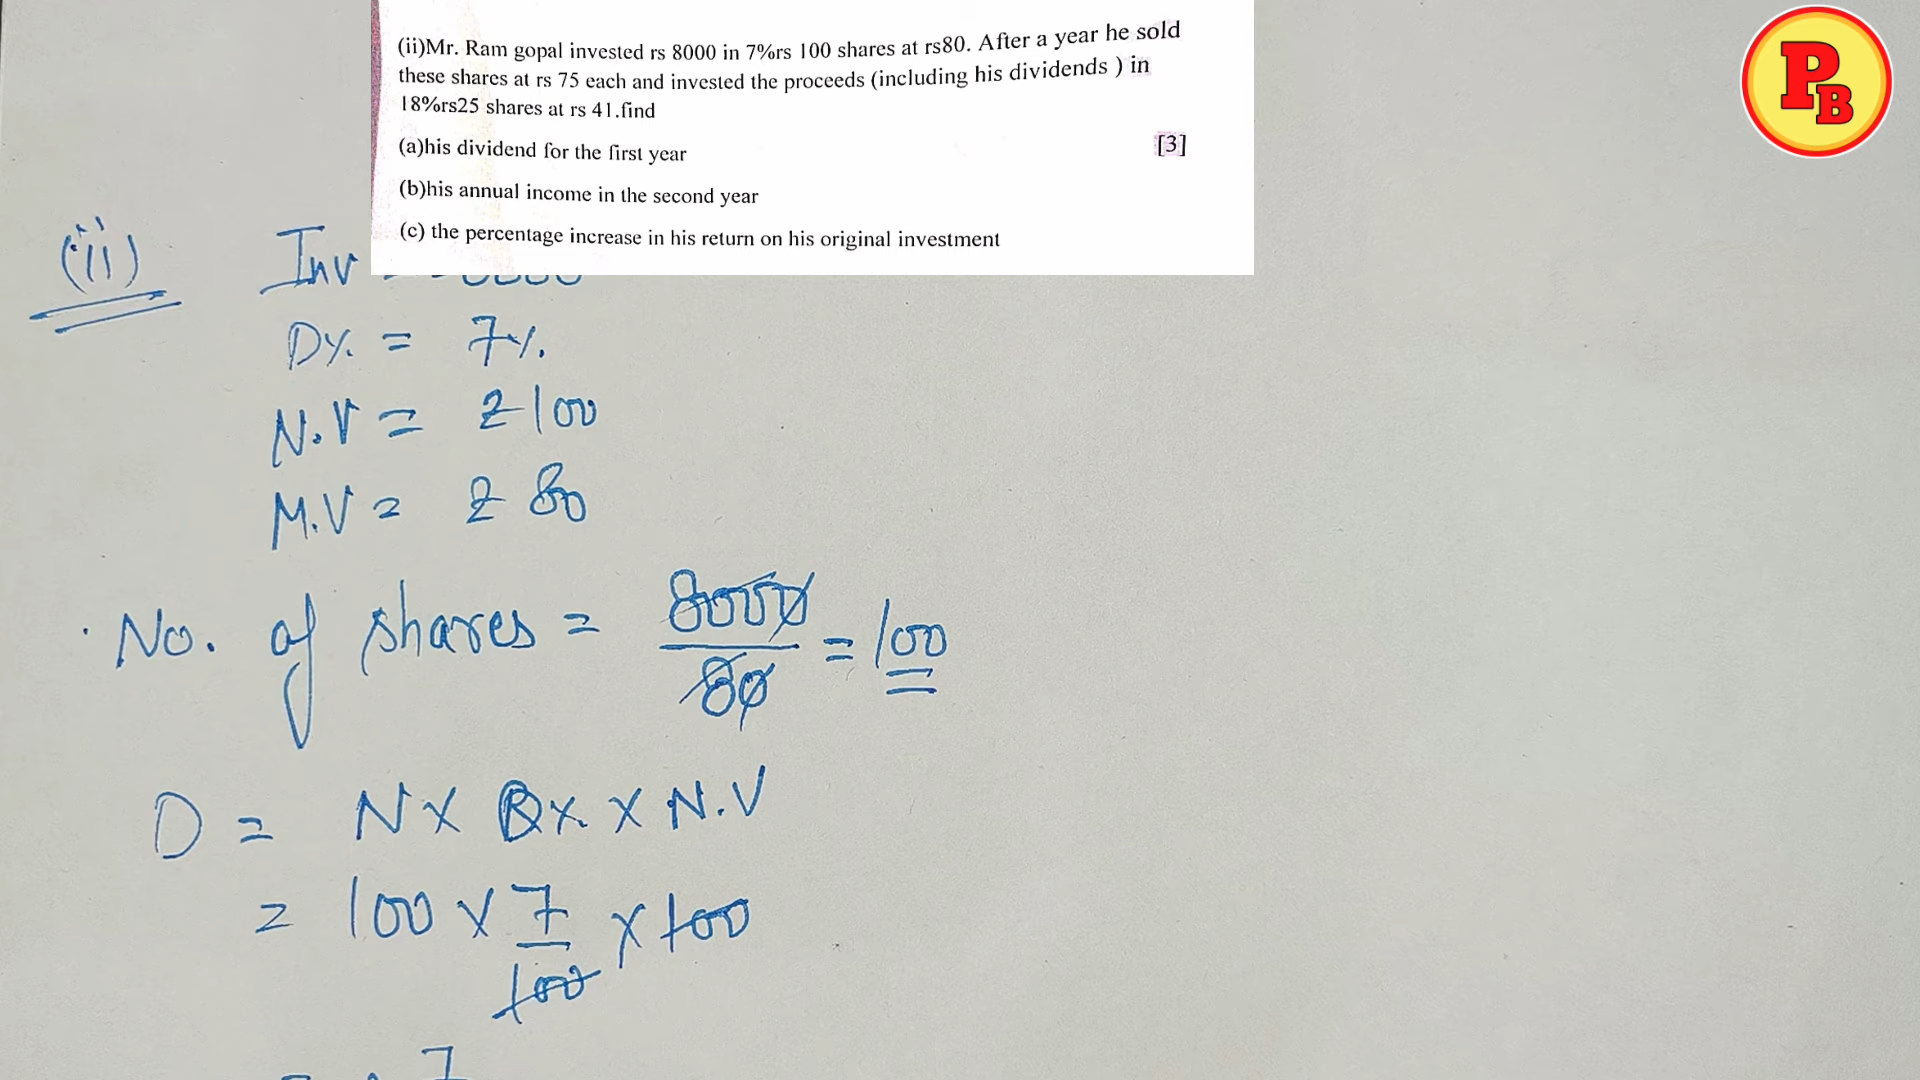 (ii)Mr. Ram gopal invested rs 8000 in 7%rs 100 shares at rs80. After a year he sold
these shares at rs 75 each and invested the proceeds (including his dividends ) in
18%rs25 shares at rs 41.find
(a)his dividend for the first year [3]
(b)his annual income in the second year
(c) the percentage increase in his return on his original investment
PB
(ii) Inv
D% = 7%.
N.V = ₹ 100
M.V = ₹ 80
No. of shares = 8000/80 = 100
D = N x D% x N.V
= 100 x 7/100 x 100
7